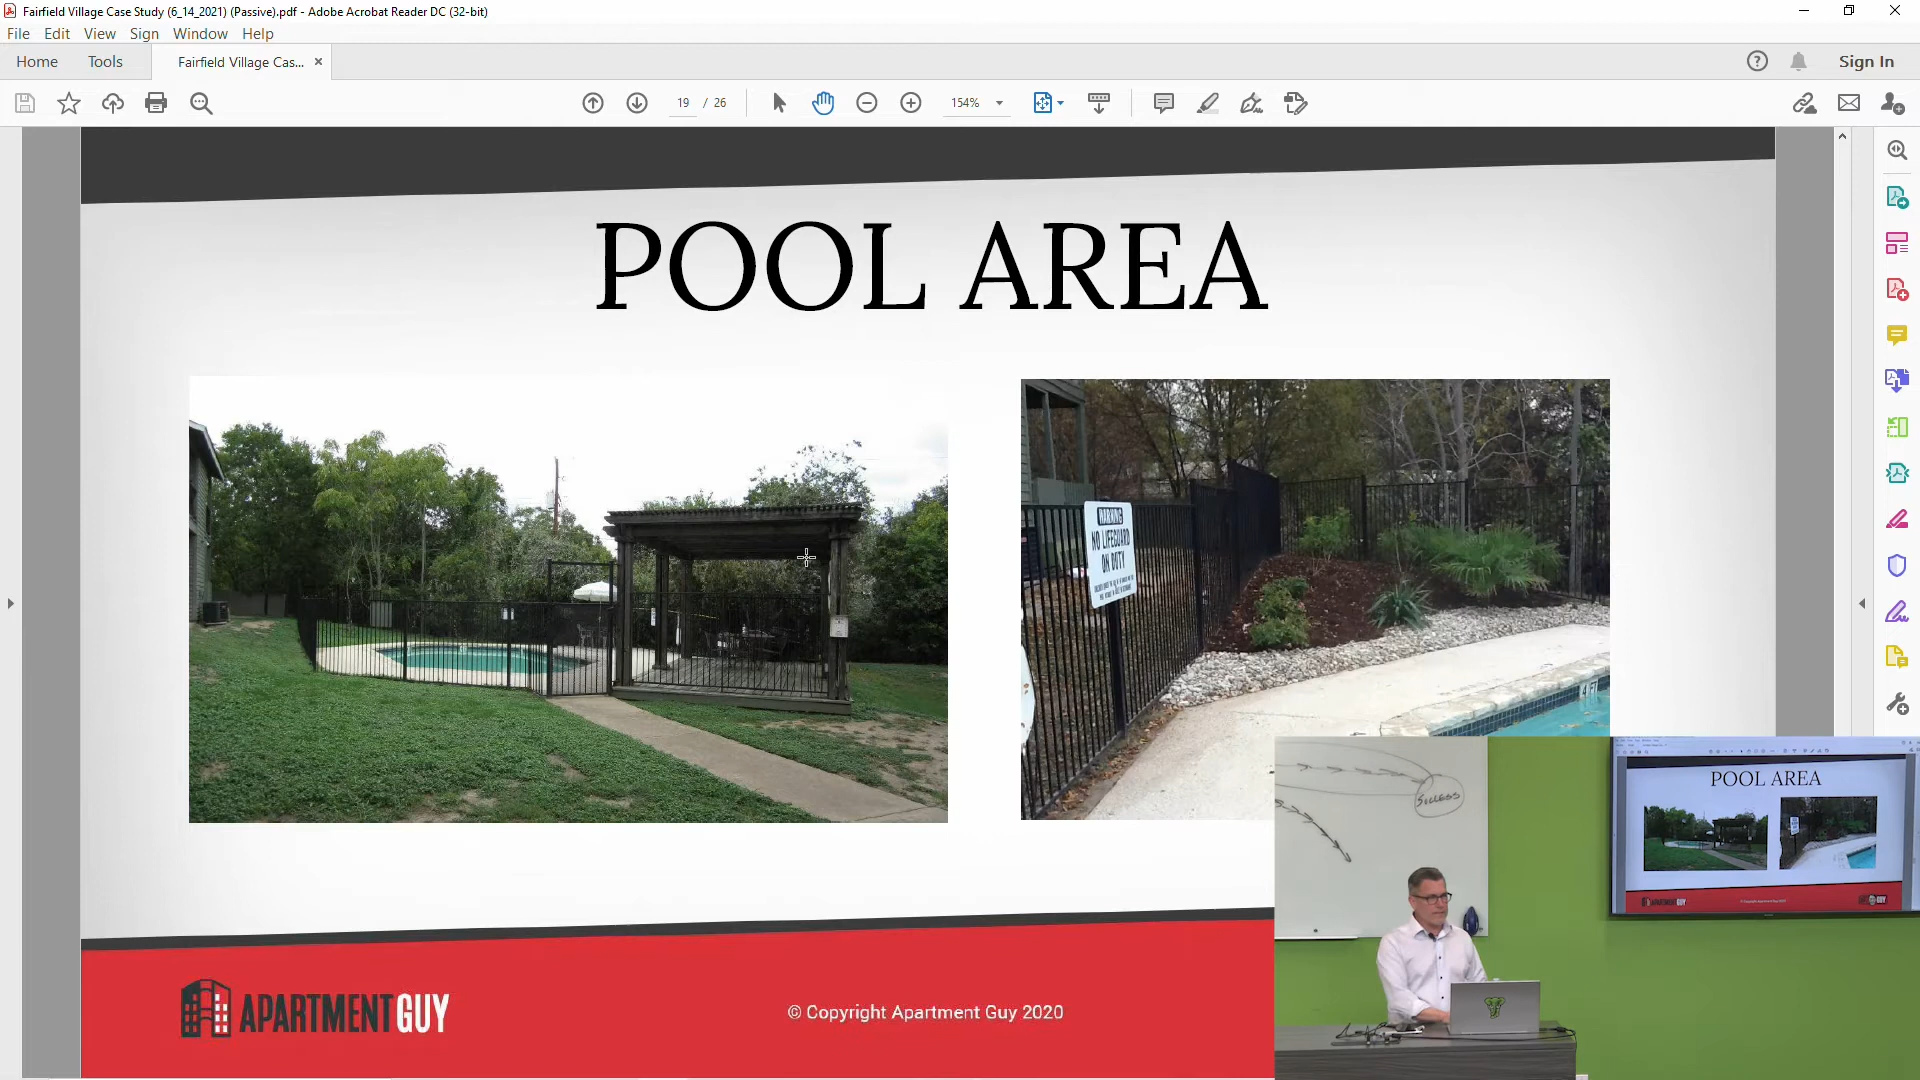 Fairfield Village Case Study (6_14_2021) (Passive).pdf - Adobe Acrobat Reader DC (32-bit)
File Edit View Sign Window Help
Home Tools Fairfield Village Cas... Sign In
19 / 26 154%
POOL AREA
WARNING
NO LIFEGUARD
ON DUTY
Success
POOL AREA
APARTMENTGUY
© Copyright Apartment Guy 2020